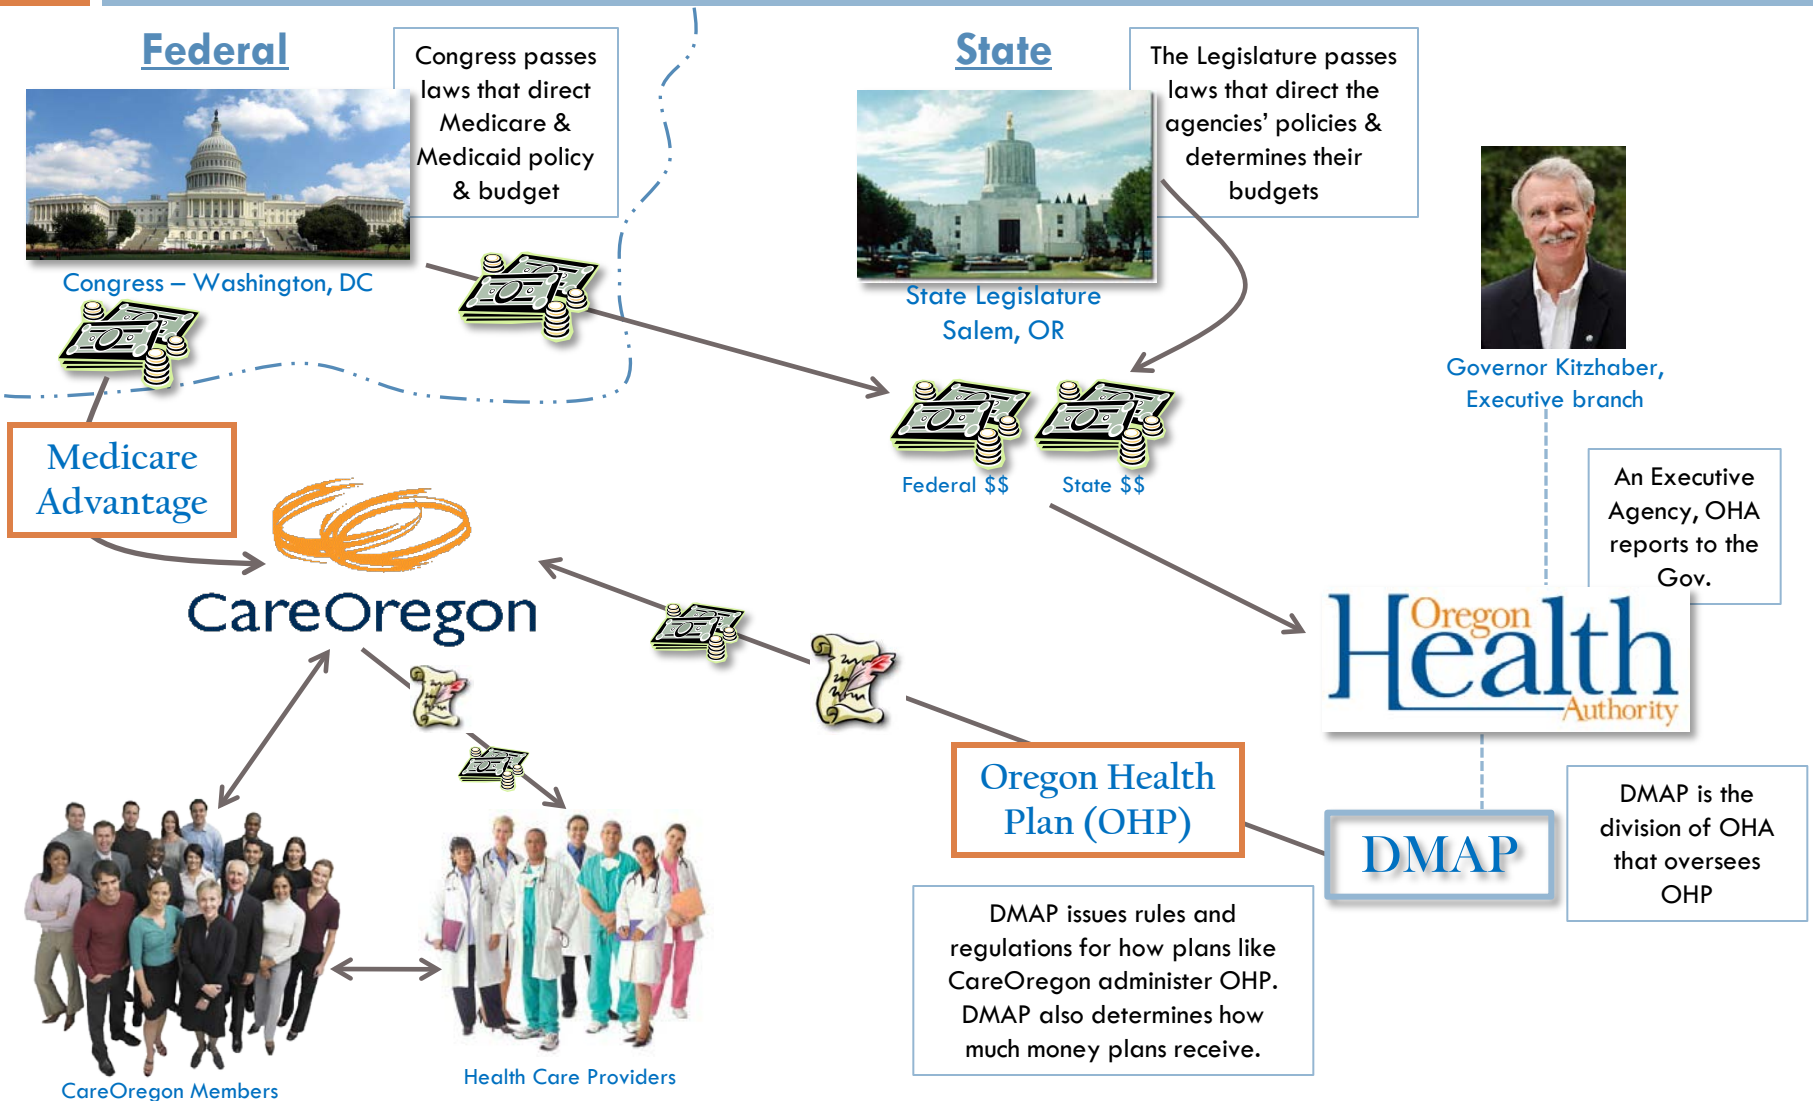 Federal
Congress passes
laws that direct
Medicare &
Medicaid policy
& budget
Congress – Washington, DC
State
The Legislature passes
laws that direct the
agencies’ policies &
determines their
budgets
State Legislature
Salem, OR
Governor Kitzhaber,
Executive branch
Federal $$
State $$
An Executive
Agency, OHA
reports to the
Gov.
Medicare
Advantage
CareOregon
Oregon
Health
Authority
Oregon Health
Plan (OHP)
DMAP
DMAP is the
division of OHA
that oversees
OHP
DMAP issues rules and
regulations for how plans like
CareOregon administer OHP.
DMAP also determines how
much money plans receive.
CareOregon Members
Health Care Providers